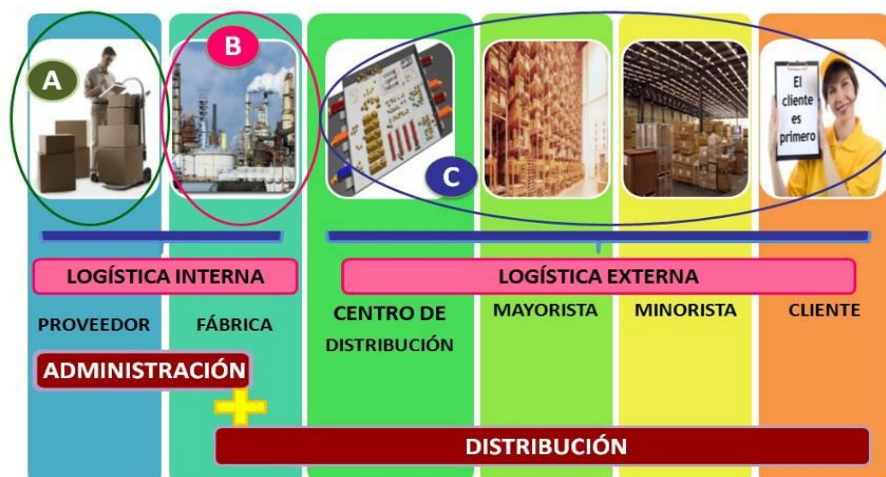 A
B
C
El
cliente
es
primero
LOGÍSTICA INTERNA
LOGÍSTICA EXTERNA
PROVEEDOR
FÁBRICA
CENTRO DE
DISTRIBUCIÓN
MAYORISTA
MINORISTA
CLIENTE
ADMINISTRACIÓN
DISTRIBUCIÓN